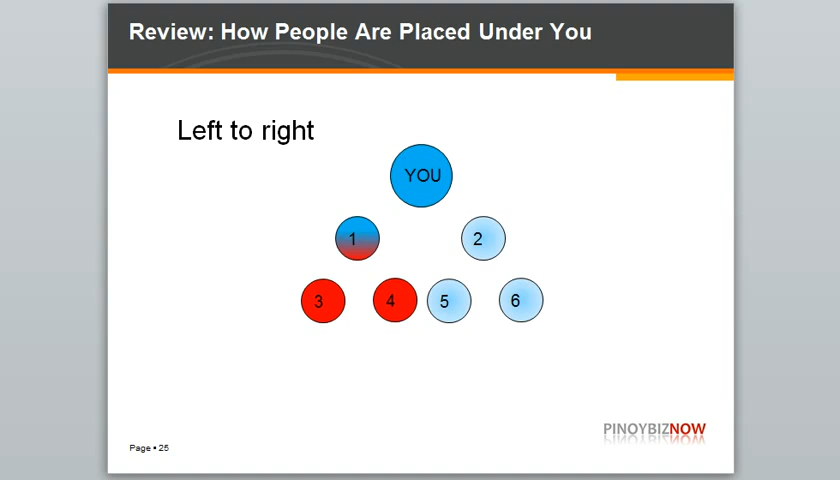 Review: How People Are Placed Under You
Left to right
YOU
1
2
3
4
5
6
PINOYBIZNOW
Page ▪ 25